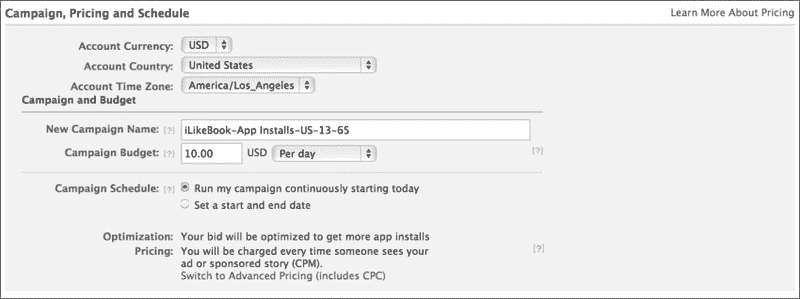 Campaign, Pricing and Schedule Learn More About Pricing
Account Currency: USD
Account Country: United States
Account Time Zone: America/Los_Angeles
Campaign and Budget
New Campaign Name: [?] iLikeBook-App Installs-US-13-65
Campaign Budget: [?] 10.00 USD Per day [?]
Campaign Schedule: [?] Run my campaign continuously starting today
Set a start and end date
Optimization: Your bid will be optimized to get more app installs
Pricing: You will be charged every time someone sees your [?]
ad or sponsored story (CPM).
Switch to Advanced Pricing (includes CPC)